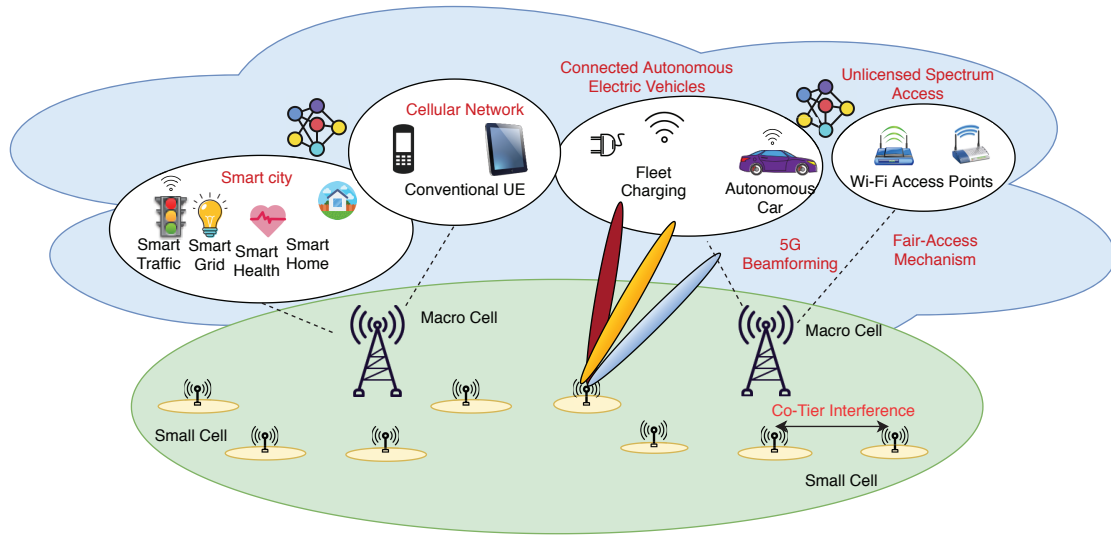 Connected Autonomous
Electric Vehicles
Unlicensed Spectrum
Access
Cellular Network
Conventional UE
Fleet
Charging
Autonomous
Car
Wi-Fi Access Points
Smart city
Smart
Traffic
Smart
Grid
Smart
Health
Smart
Home
5G
Beamforming
Fair-Access
Mechanism
Macro Cell
Macro Cell
Small Cell
Co-Tier Interference
Small Cell